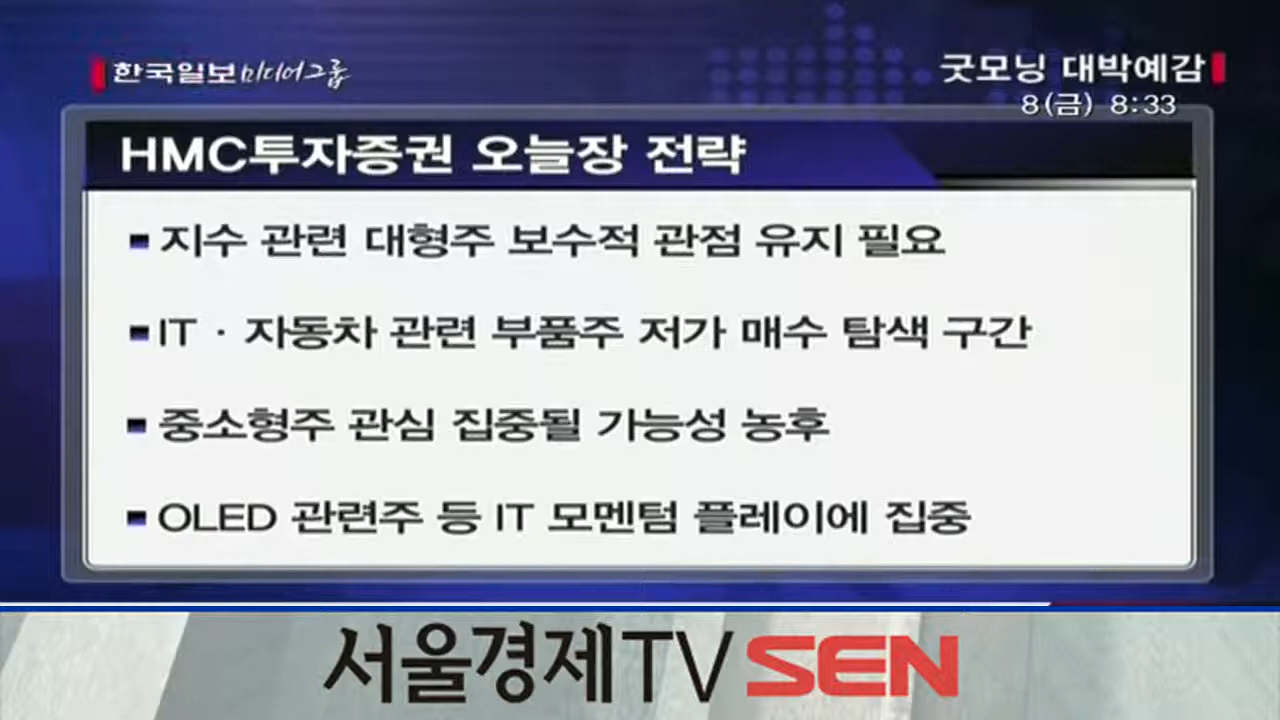 한국일보 미디어그룹
굿모닝 대박예감
8(금) 8:33
HMC투자증권 오늘장 전략
지수 관련 대형주 보수적 관점 유지 필요
IT · 자동차 관련 부품주 저가 매수 탐색 구간
중소형주 관심 집중될 가능성 농후
OLED 관련주 등 IT 모멘텀 플레이에 집중
서울경제TV SEN